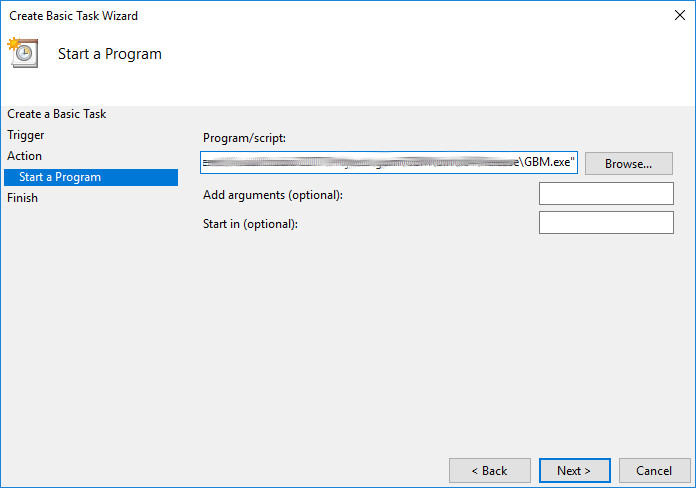 Create Basic Task Wizard
Start a Program
Create a Basic Task
Trigger
Action
Start a Program
Finish
Program/script:
\GBM.exe"
Browse...
Add arguments (optional):
Start in (optional):
< Back
Next >
Cancel